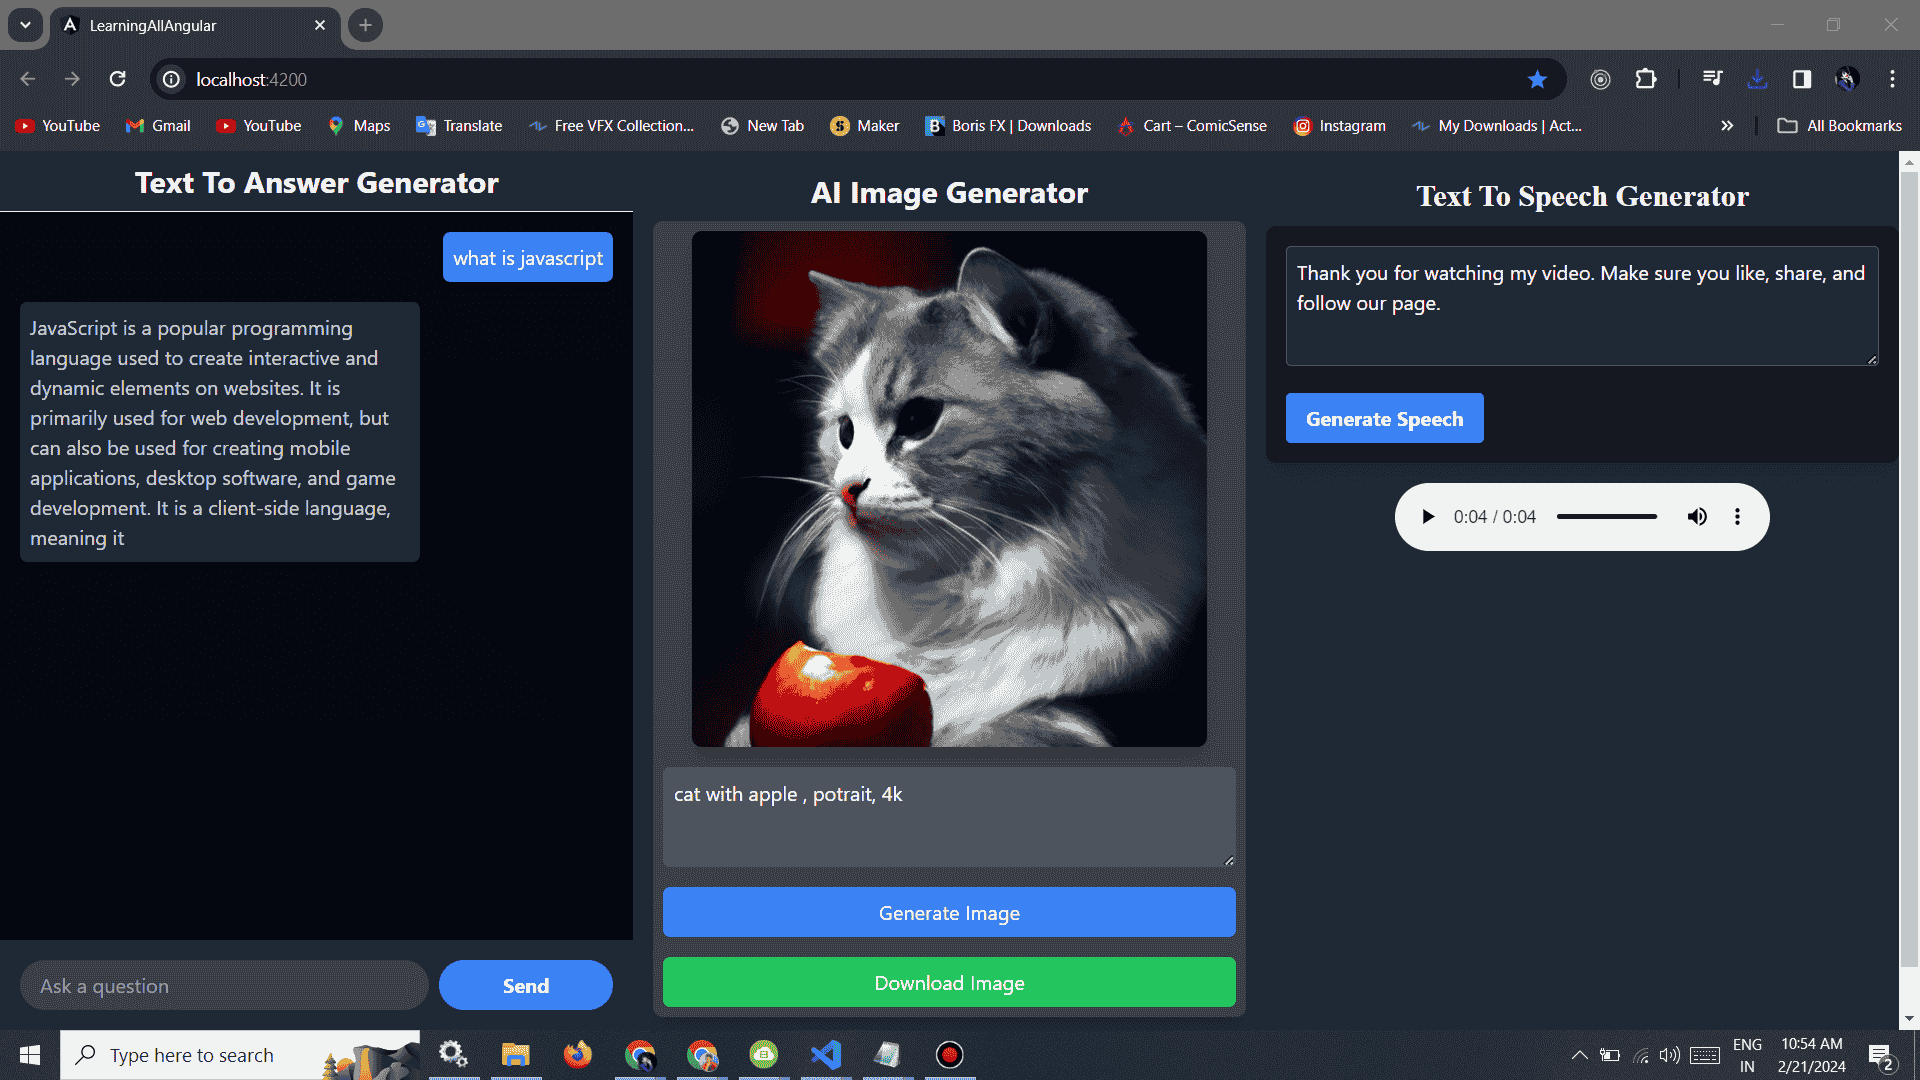 LearningAllAngular
localhost:4200
YouTube
Gmail
YouTube
Maps
Translate
Free VFX Collection...
New Tab
Maker
Boris FX | Downloads
Cart – ComicSense
Instagram
My Downloads | Act...
All Bookmarks
Text To Answer Generator
what is javascript
JavaScript is a popular programming
language used to create interactive and
dynamic elements on websites. It is
primarily used for web development, but
can also be used for creating mobile
applications, desktop software, and game
development. It is a client-side language,
meaning it
Ask a question
Send
AI Image Generator
cat with apple , potrait, 4k
Generate Image
Download Image
Text To Speech Generator
Thank you for watching my video. Make sure you like, share, and
follow our page.
Generate Speech
0:04 / 0:04
Type here to search
ENG
IN
10:54 AM
2/21/2024
2